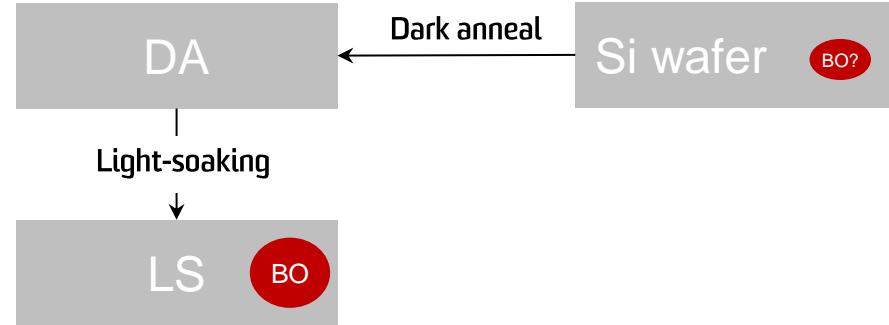 DA
Dark anneal
Si wafer
BO?
Light-soaking
LS
BO